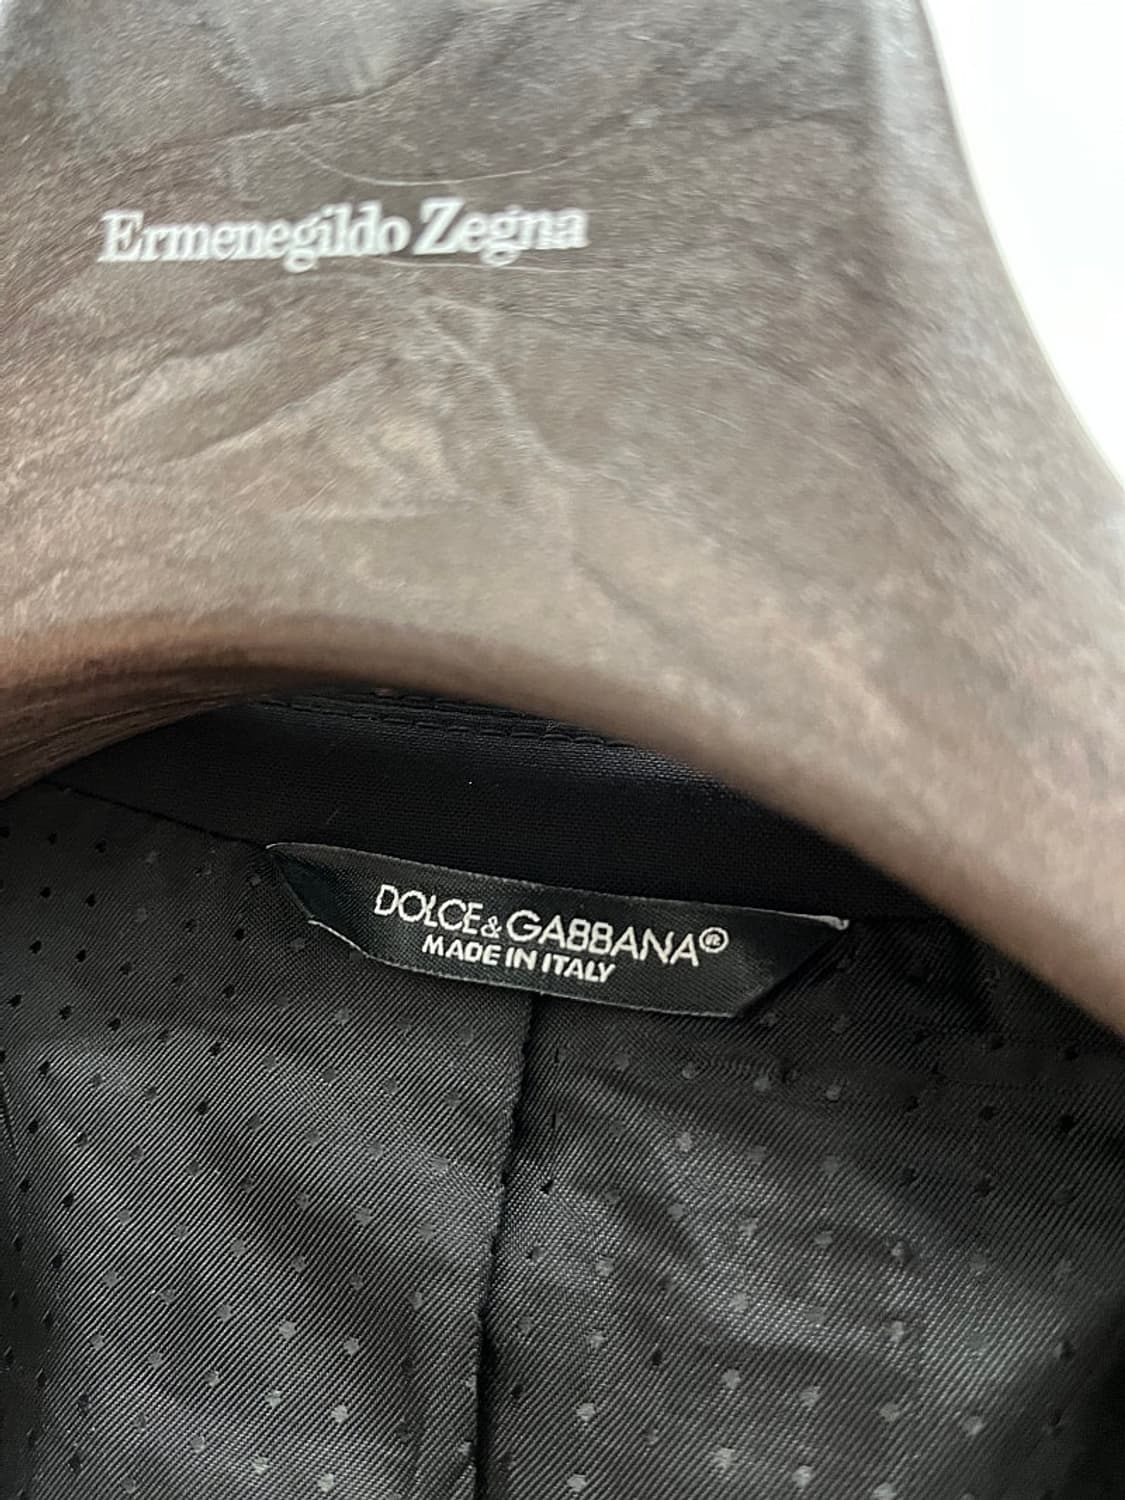 Ermenegildo Zegna
DOLCE & GABBANA®
MADE IN ITALY